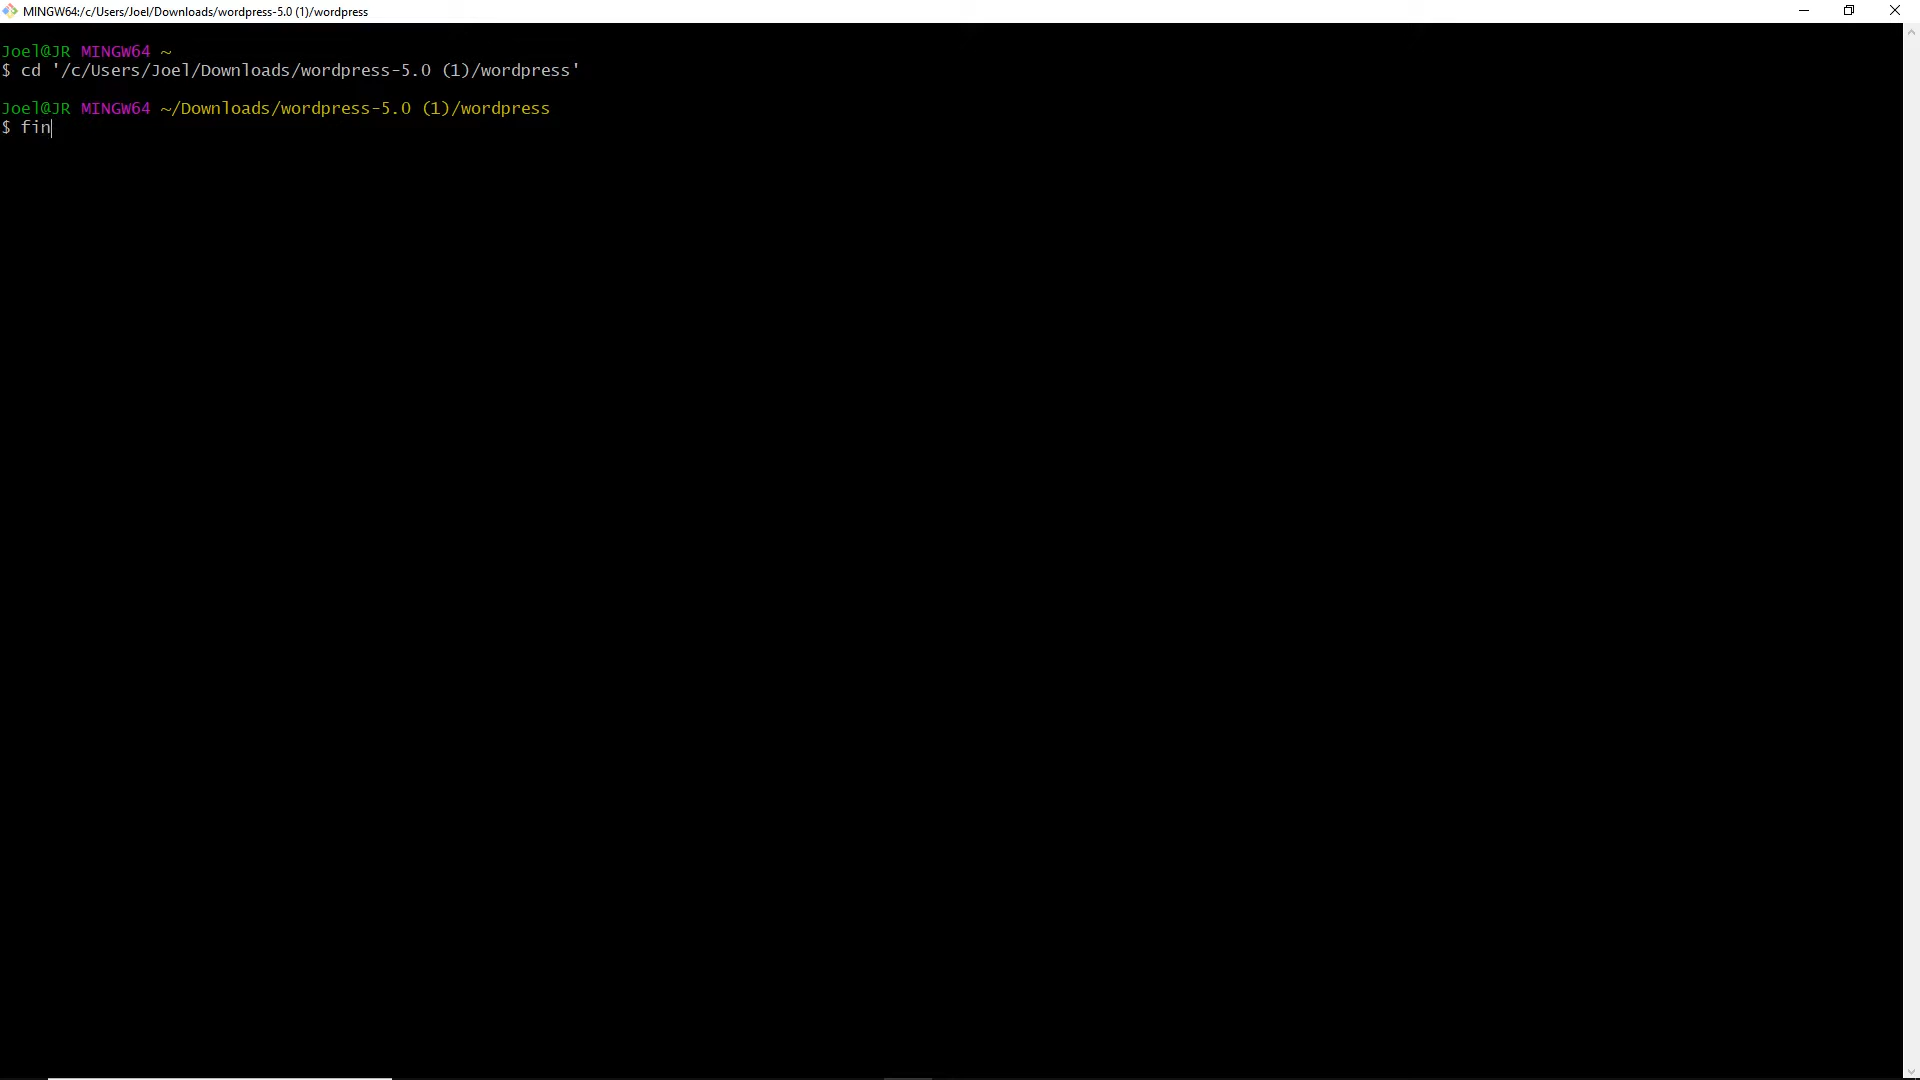 MINGW64:/c/Users/Joel/Downloads/wordpress-5.0 (1)/wordpress
Joel@JR MINGW64 ~
$ cd '/c/Users/Joel/Downloads/wordpress-5.0 (1)/wordpress'
Joel@JR MINGW64 ~/Downloads/wordpress-5.0 (1)/wordpress
$ fin